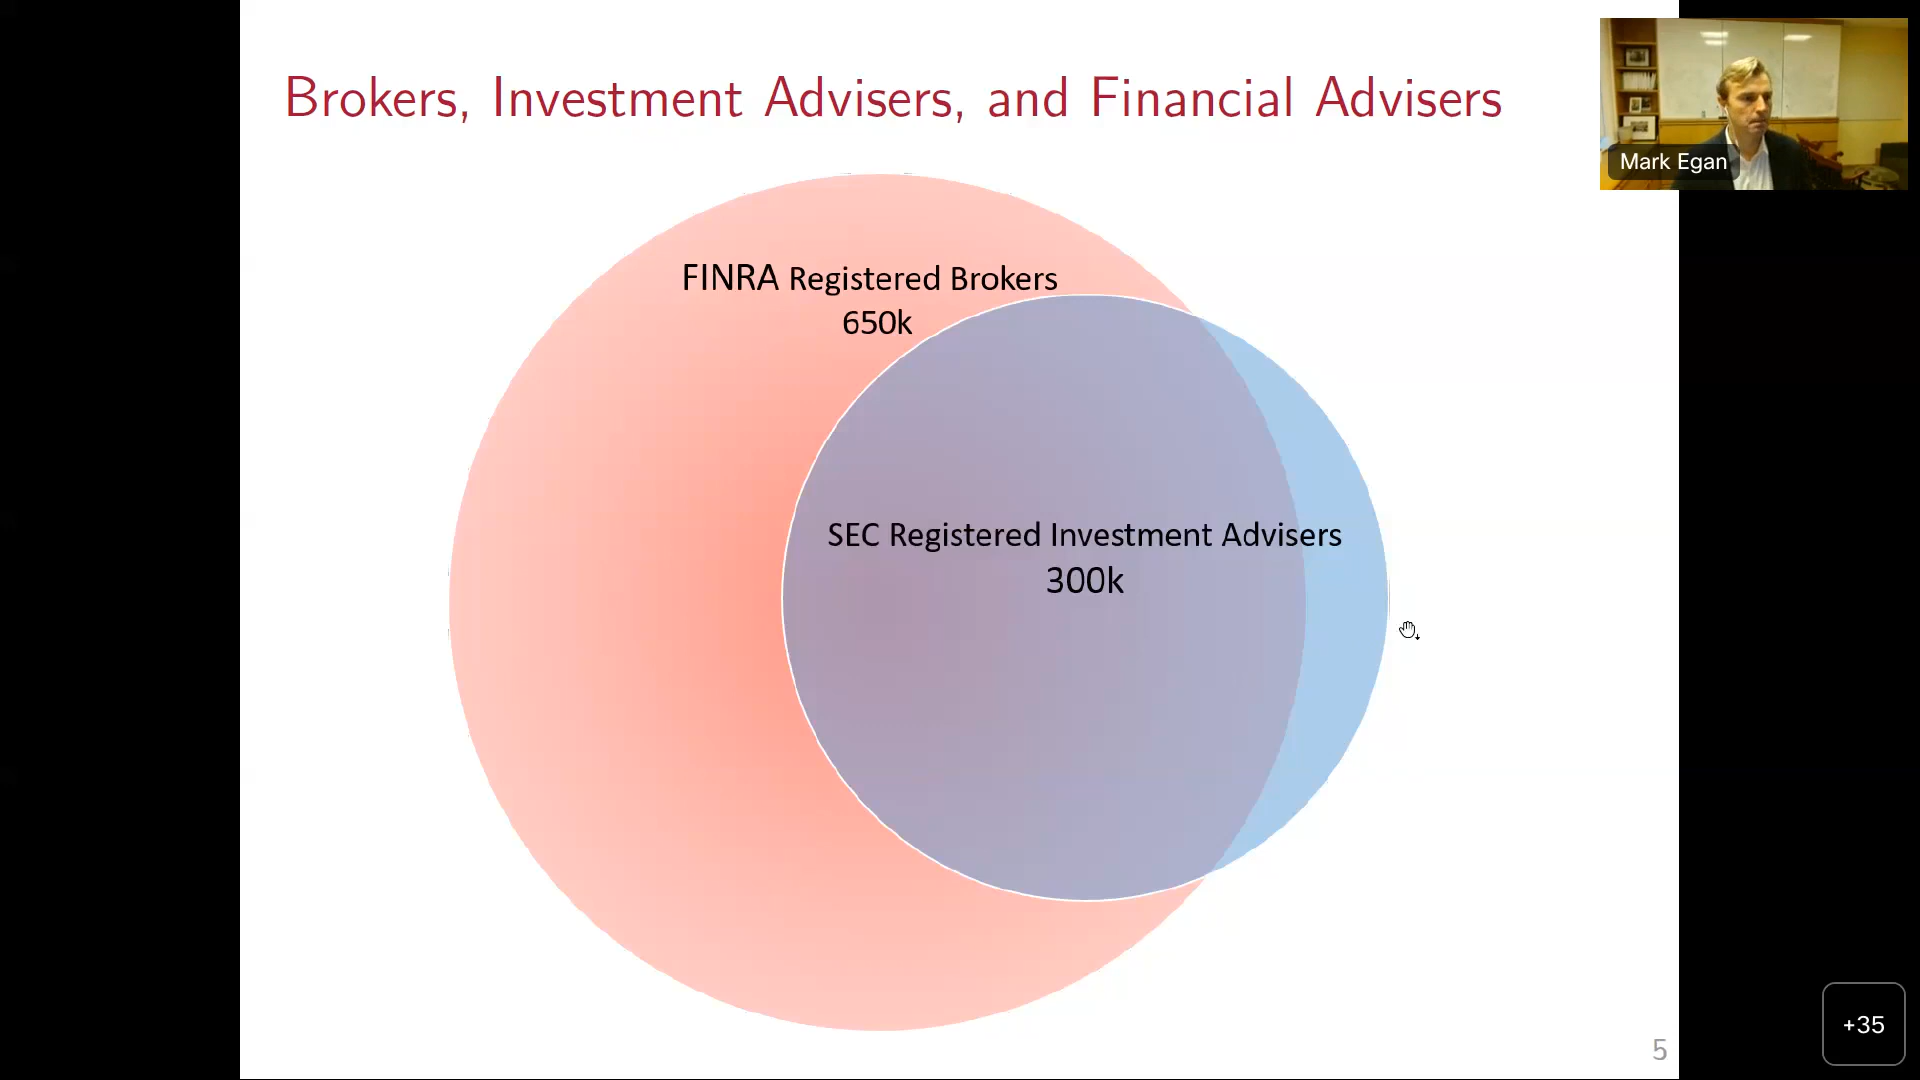 Brokers, Investment Advisers, and Financial Advisers
Mark Egan
FINRA Registered Brokers
650k
SEC Registered Investment Advisers
300k
+35
5